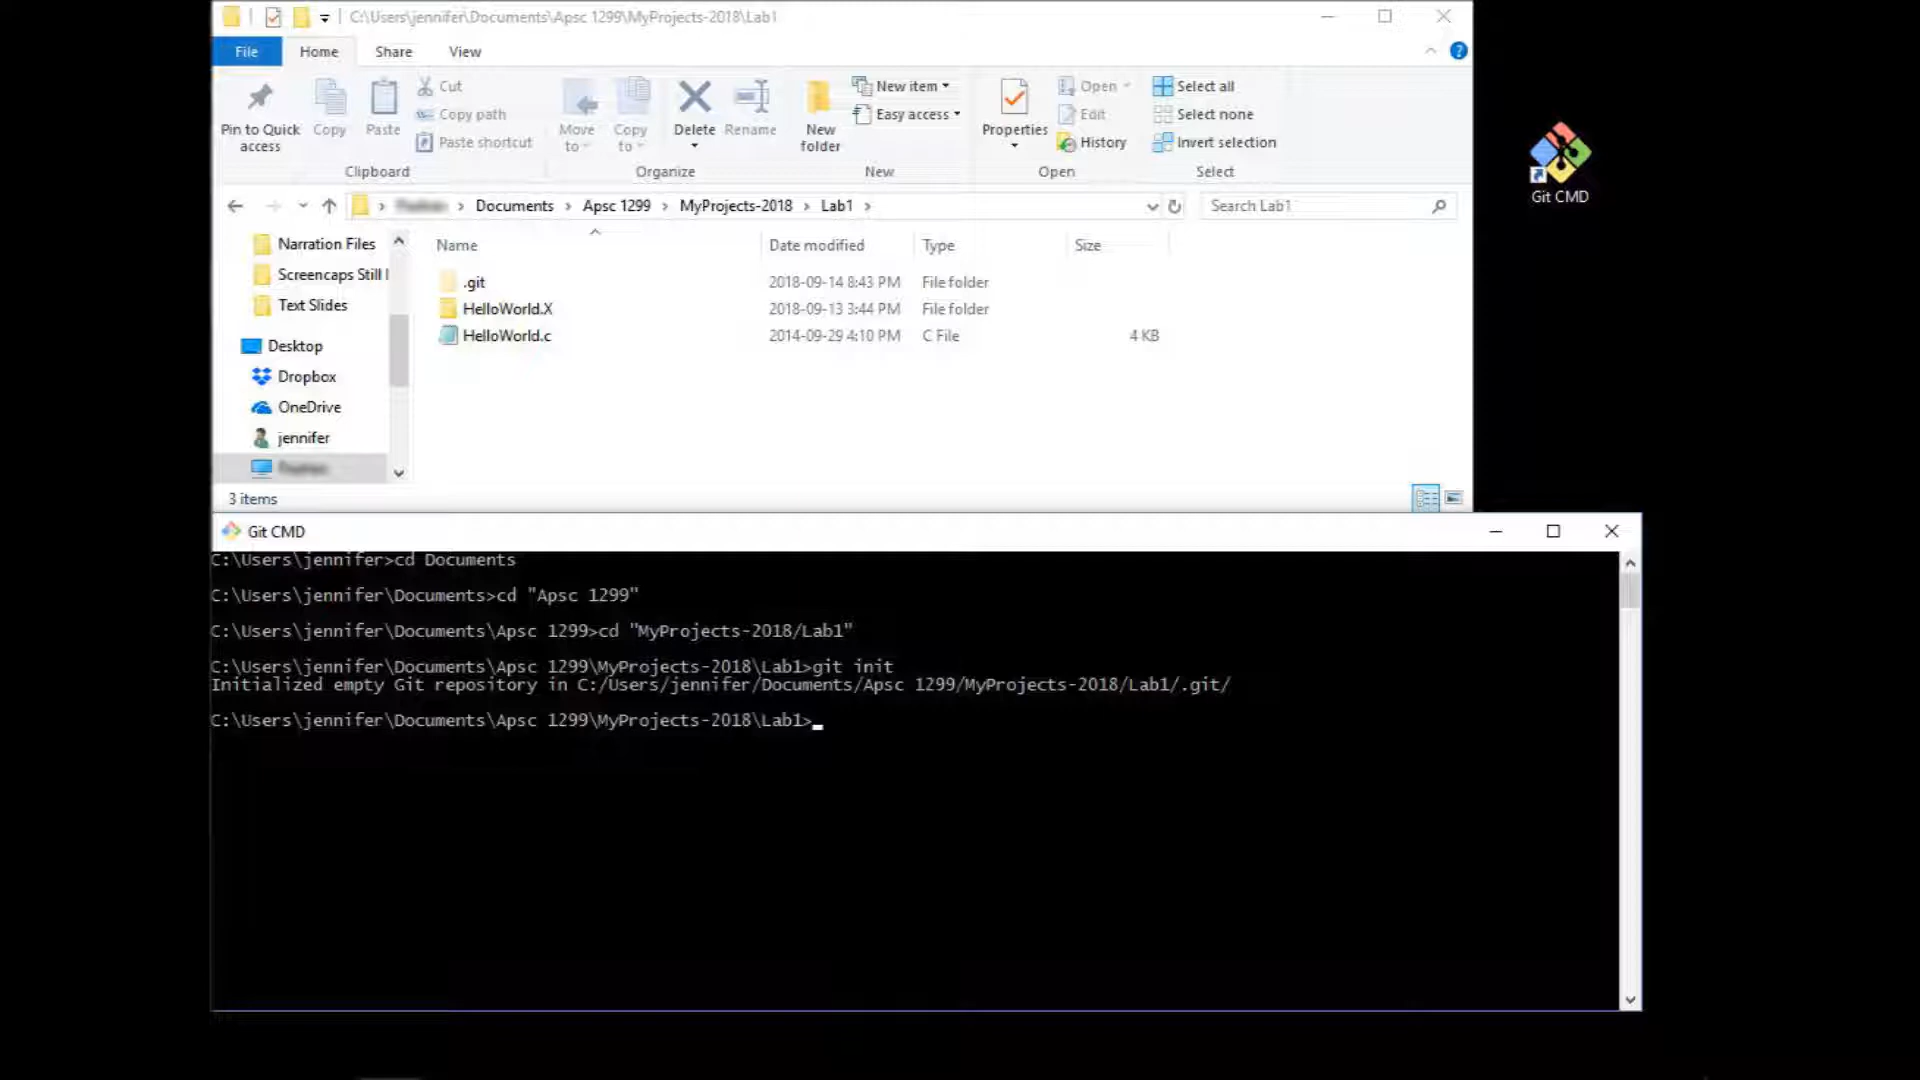 C:\Users\jennifer\Documents\Apsc 1299\MyProjects-2018\Lab1
File Home Share View
Pin to Quick access
Copy
Paste
Cut
Copy path
Paste shortcut
Clipboard
Move to
Copy to
Delete
Rename
Organize
New folder
New item
Easy access
New
Properties
Open
Edit
History
Open
Select all
Select none
Invert selection
Select
Documents > Apsc 1299 > MyProjects-2018 > Lab1 >
Search Lab1
Git CMD
Narration Files
Screencaps Still
Text Slides
Desktop
Dropbox
OneDrive
jennifer
Name Date modified Type Size
.git 2018-09-14 8:43 PM File folder
HelloWorld.X 2018-09-13 3:44 PM File folder
HelloWorld.c 2014-09-29 4:10 PM C File 4 KB
3 items
Git CMD
C:\Users\jennifer>cd Documents
C:\Users\jennifer\Documents>cd "Apsc 1299"
C:\Users\jennifer\Documents\Apsc 1299>cd "MyProjects-2018/Lab1"
C:\Users\jennifer\Documents\Apsc 1299\MyProjects-2018\Lab1>git init
Initialized empty Git repository in C:/Users/jennifer/Documents/Apsc 1299/MyProjects-2018/Lab1/.git/
C:\Users\jennifer\Documents\Apsc 1299\MyProjects-2018\Lab1>